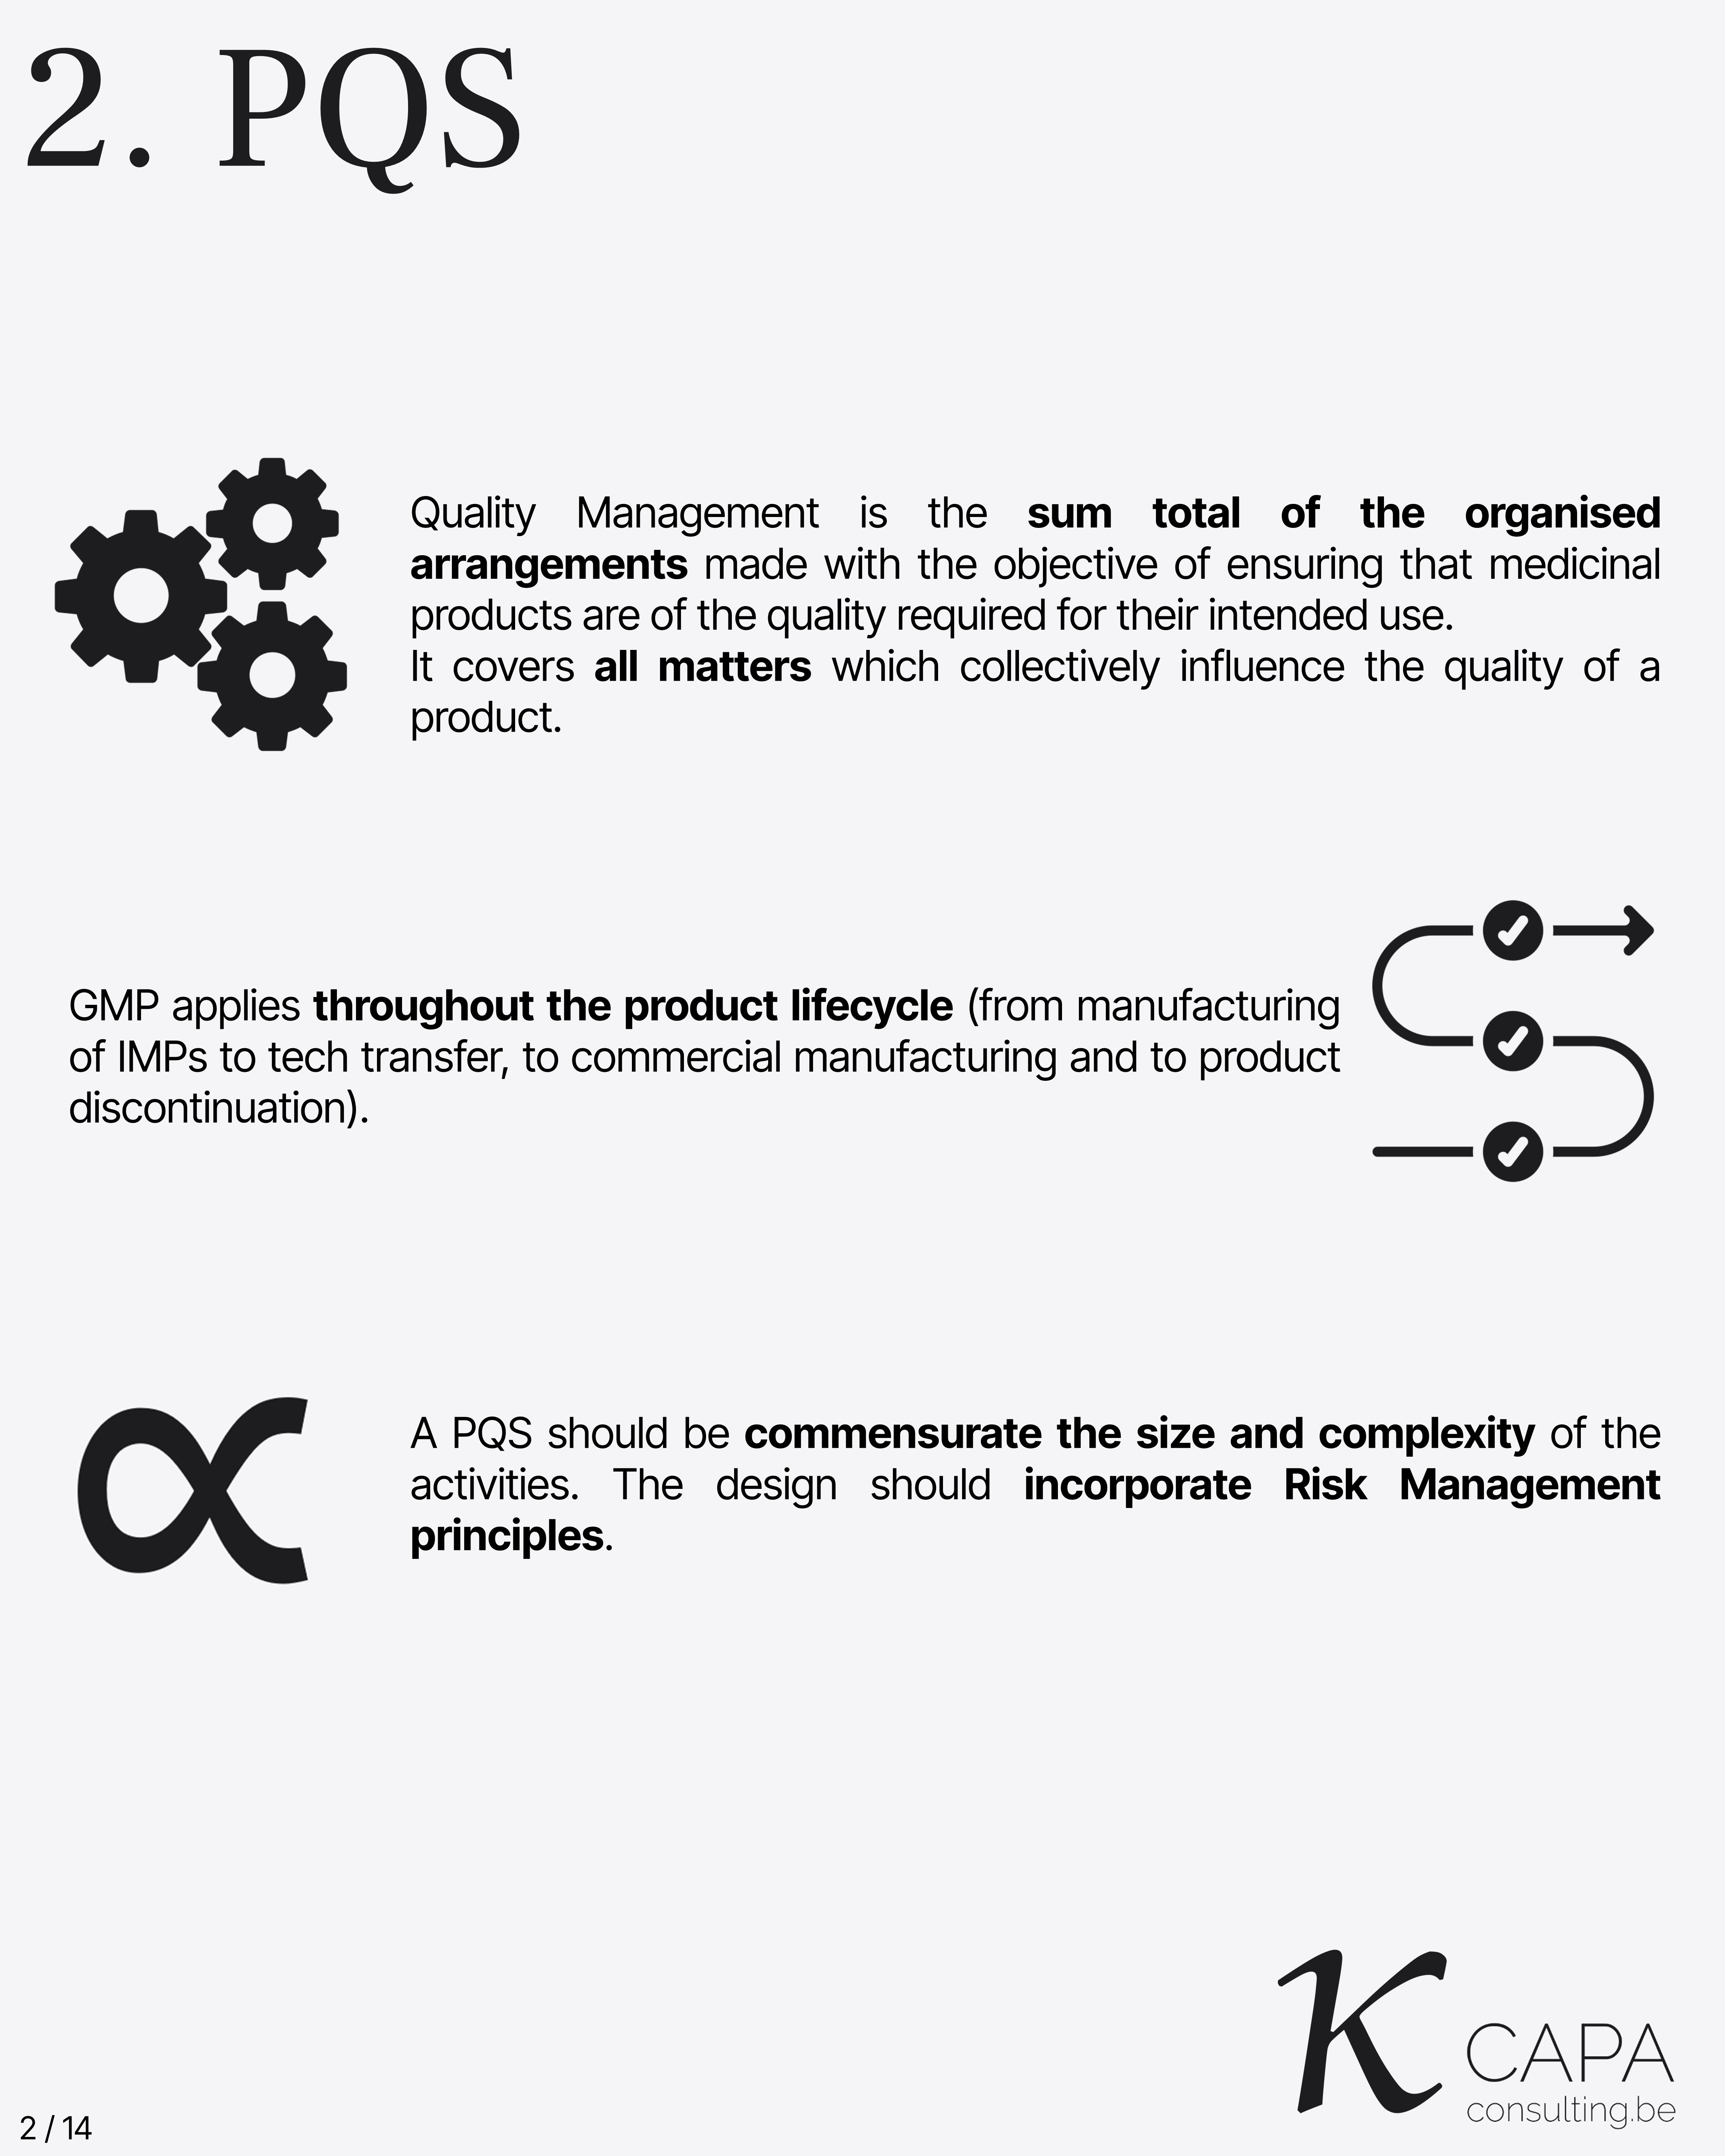 2. PQS
Quality Management is the sum total of the organised
arrangements made with the objective of ensuring that medicinal
products are of the quality required for their intended use.
It covers all matters which collectively influence the quality of a
product.
GMP applies throughout the product lifecycle (from manufacturing
of IMPs to tech transfer, to commercial manufacturing and to product
discontinuation).
∝
A PQS should be commensurate the size and complexity of the
activities. The design should incorporate Risk Management
principles.
K CAPA
consulting.be
2 / 14